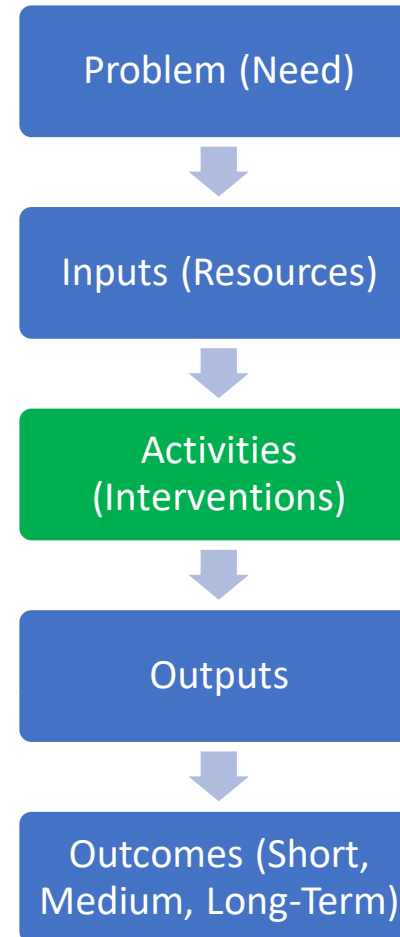 Problem (Need)
Inputs (Resources)
Activities
(Interventions)
Outputs
Outcomes (Short,
Medium, Long-Term)